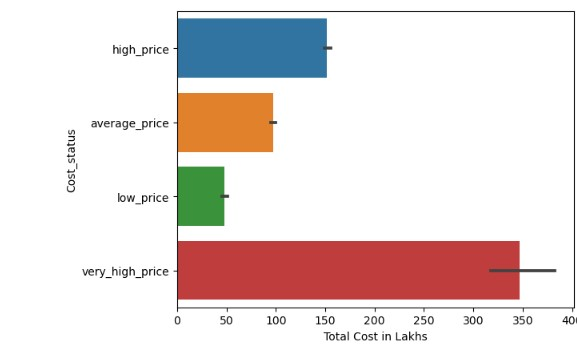 high_price
average_price
Cost_status
low_price
very_high_price
0 50 100 150 200 250 300 350
Total Cost in Lakhs